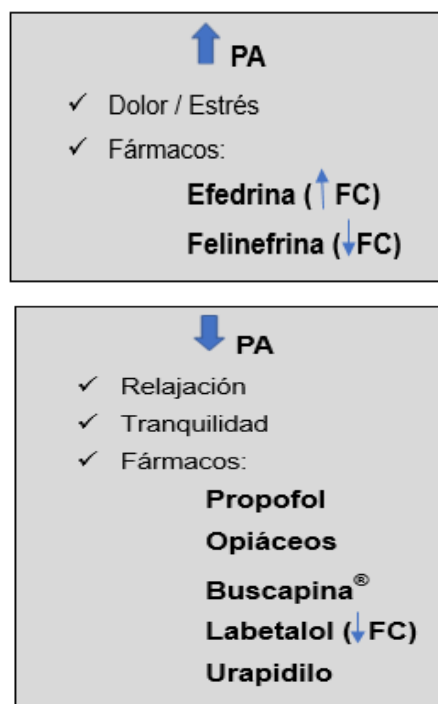 PA
✓ Dolor / Estrés
✓ Fármacos:
Efedrina (↑ FC)
Felinefrina (↓FC)
PA
✓ Relajación
✓ Tranquilidad
✓ Fármacos:
Propofol
Opiáceos
Buscapina®
Labetalol (↓FC)
Urapidilo